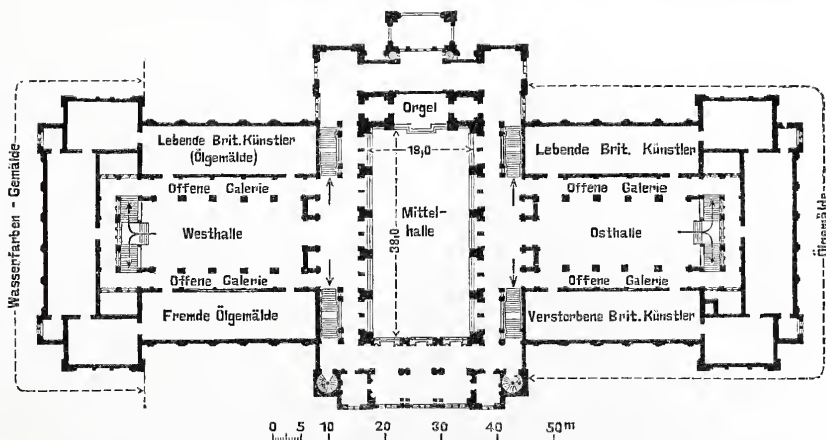 Orgel
Lebende Brit. Künstler
(Ölgemälde)
18,0
Lebende Brit. Künstler
Offene Galerie
Offene Galerie
Wasserfarben - Gemälde
Westhalle
38,0
Mittel-
halle
Osthalle
Ölgemälde
Offene Galerie
Offene Galerie
Fremde Ölgemälde
Verstorbene Brit. Künstler
0 5 10 20 30 40 50 m